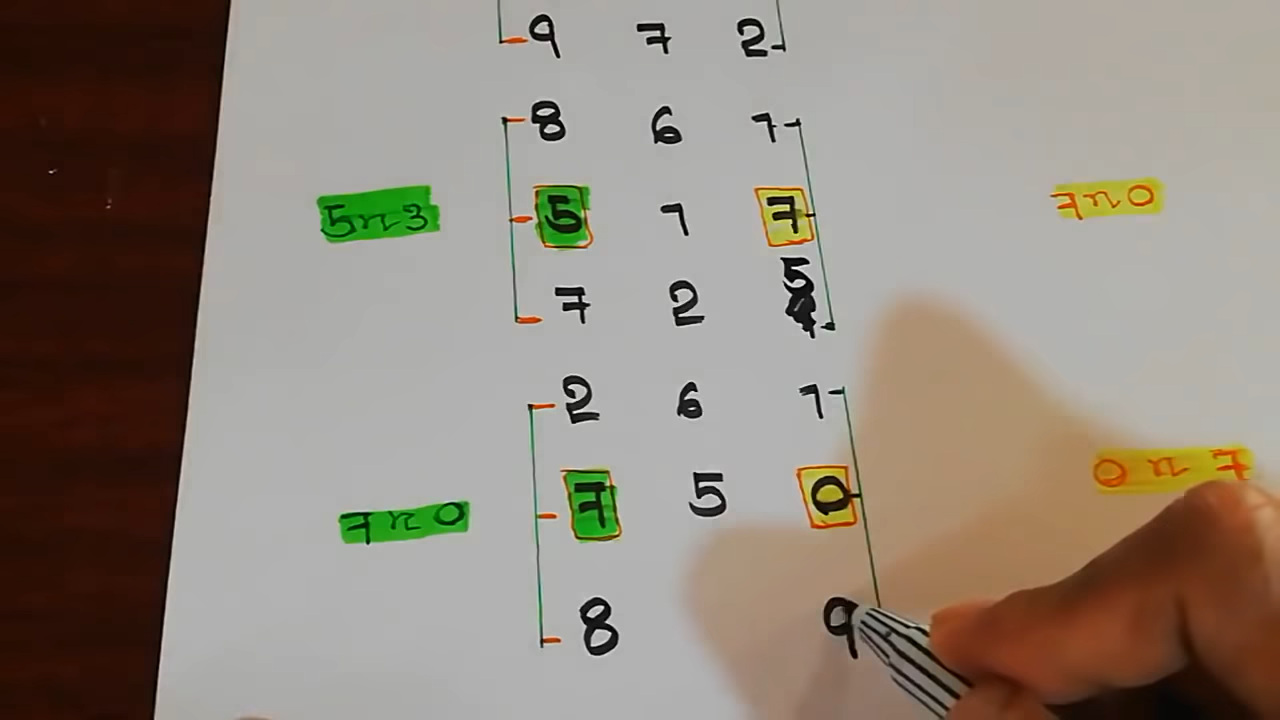 9 7 2
8 6 7
5n3 5 7 7 7n0
5
7 2
2 6 7
7n0 7 5 0 0n7
8 9